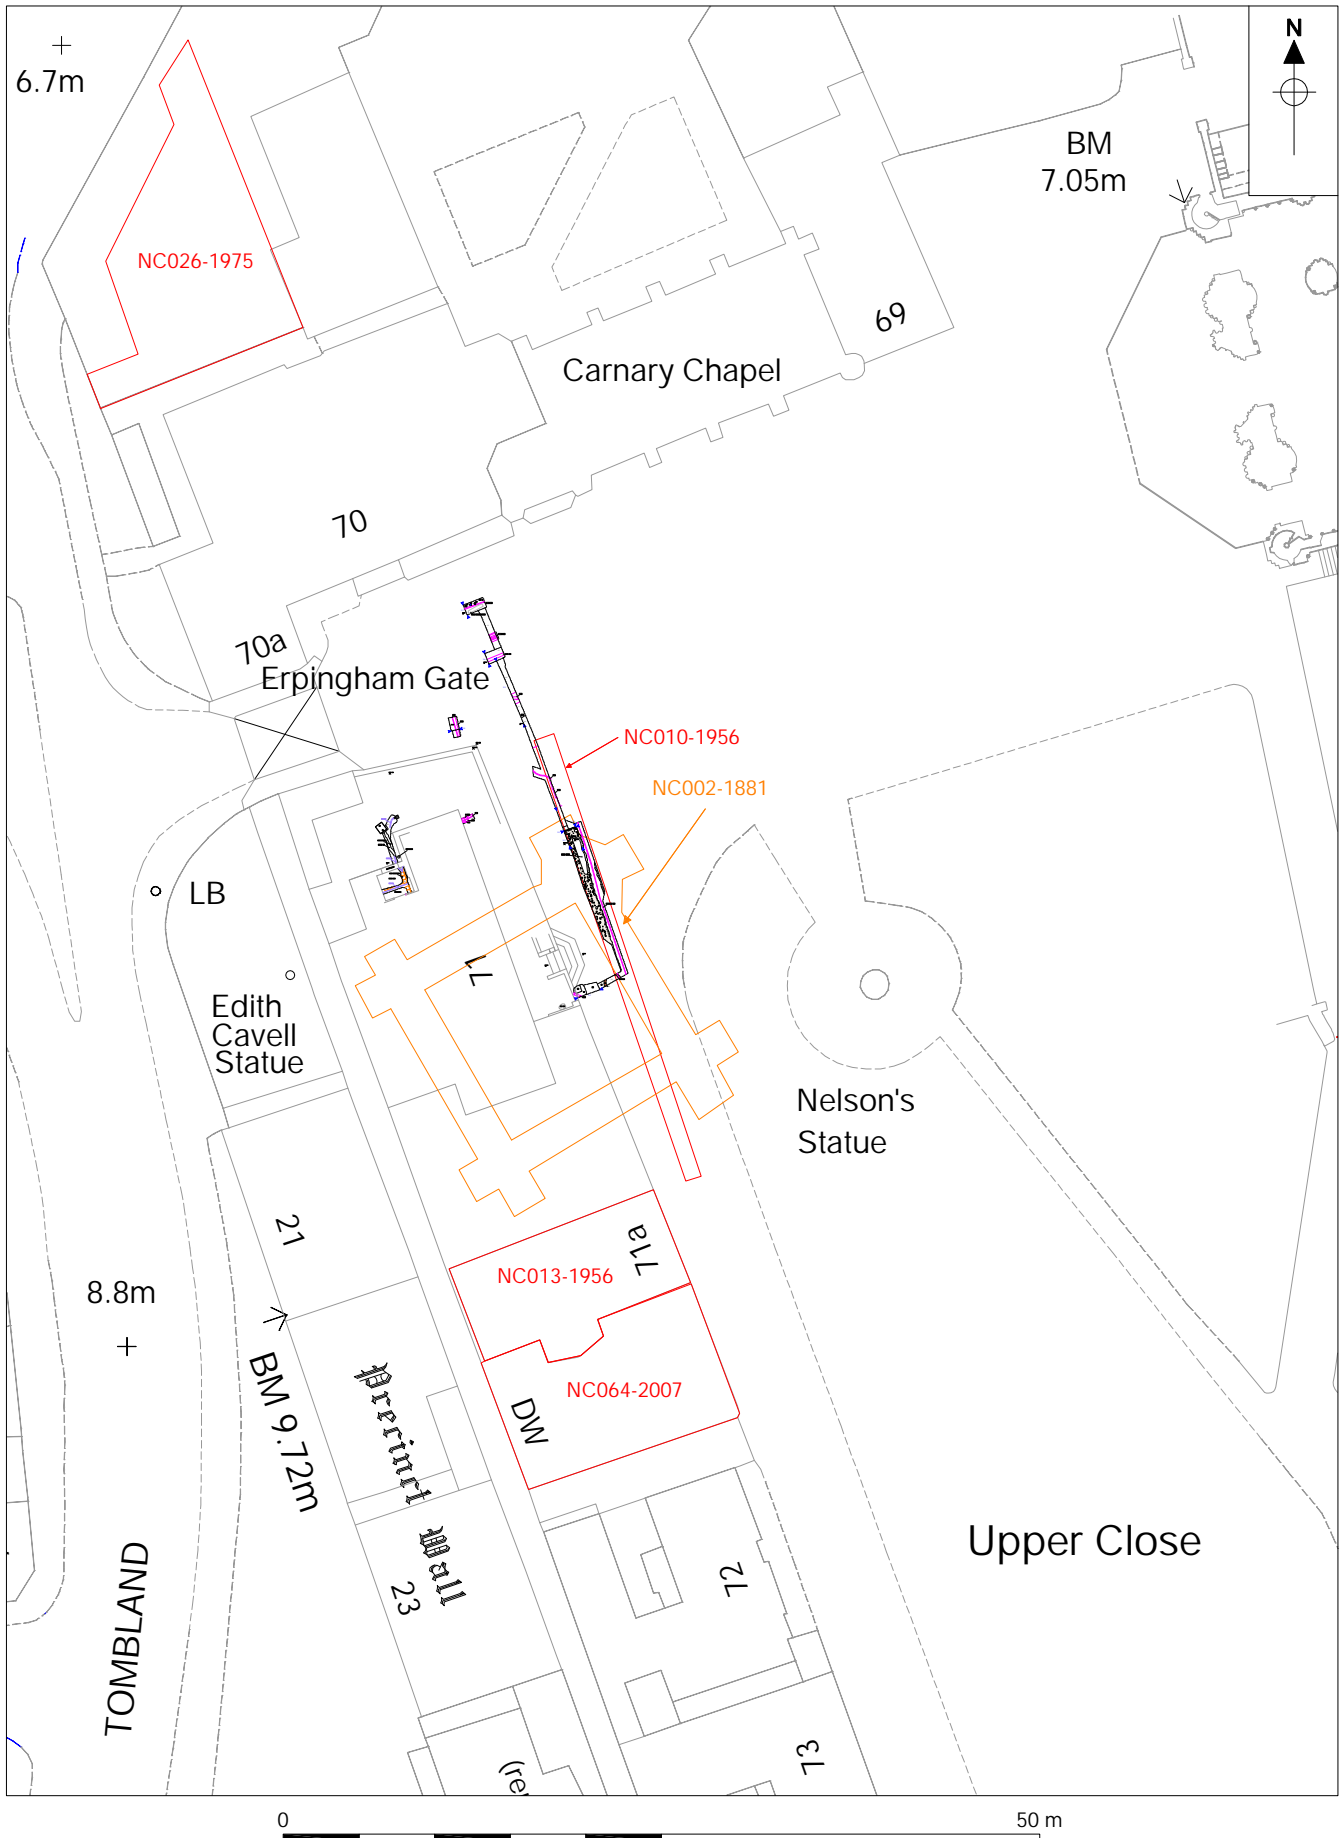 N
6.7m
BM
7.05m
NC026-1975
69
Carnary Chapel
70
70a
Erpingham Gate
NC010-1956
NC002-1881
LB
71
Edith
Cavell
Statue
Nelson's
Statue
21
71a
NC013-1956
8.8m
BM 9.72m
NC064-2007
DW
Precinct
Wall
Upper Close
23
72
TOMBLAND
73
(re
0
50 m